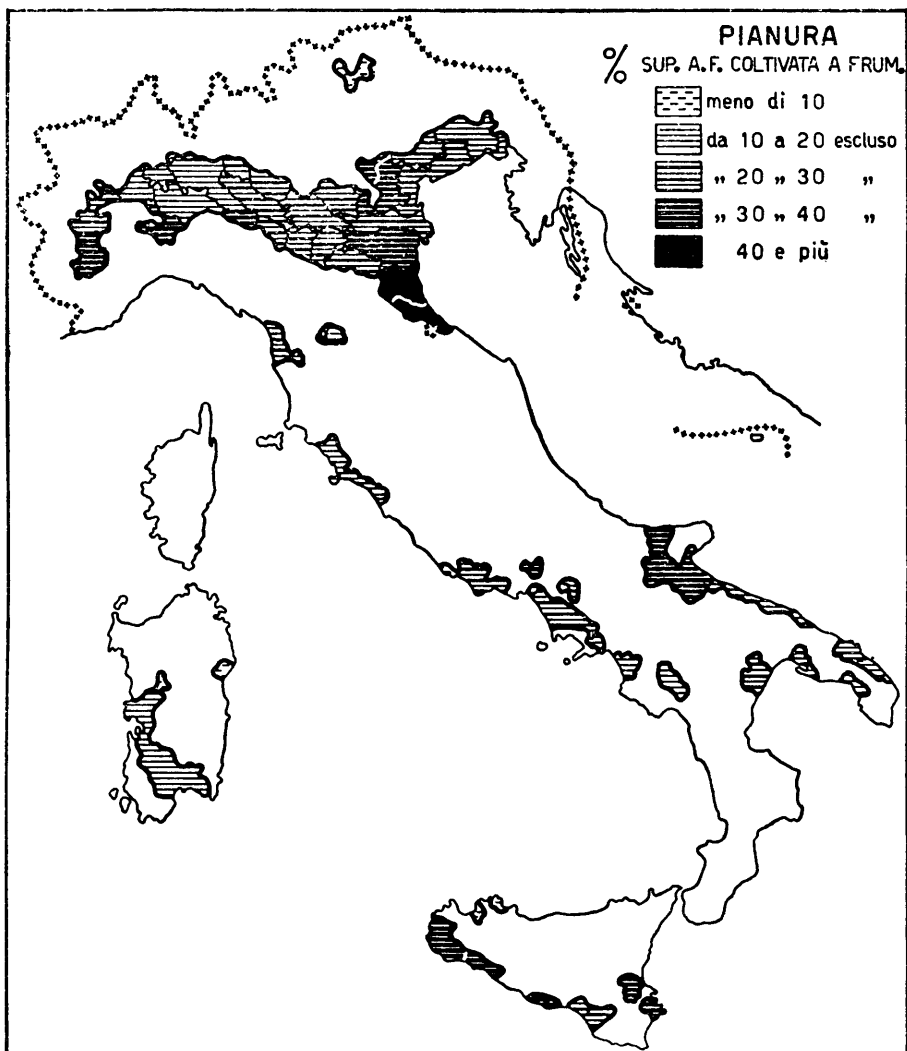 PIANURA
% SUP. A.F. COLTIVATA A FRUM.
meno di 10
da 10 a 20 escluso
„ 20 „ 30 „
„ 30 „ 40 „
40 e più